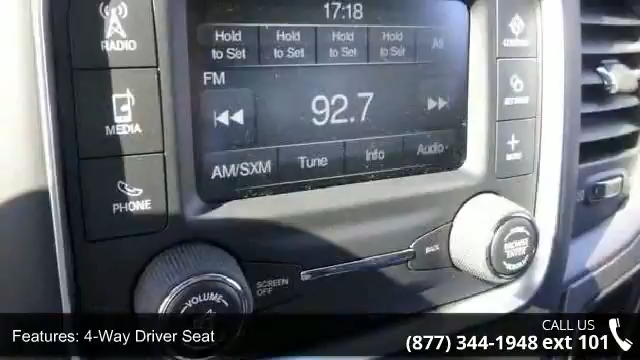 17:18
RADIO
Hold to Set
Hold to Set
Hold to Set
Hold to Set
All
FM
92.7
MEDIA
AM/SXM
Tune
Info
Audio
PHONE
MORE
BACK
SCREEN OFF
VOLUME
BROWSE
ENTER
Features: 4-Way Driver Seat
CALL US
(877) 344-1948 ext 101